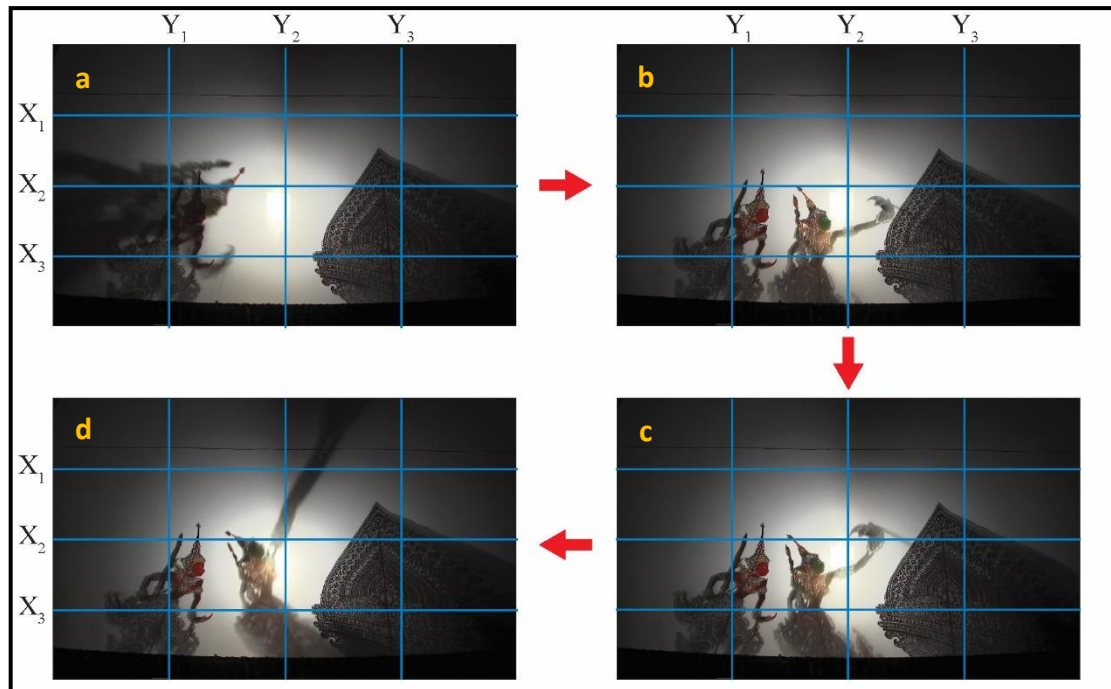 Y₁ Y₂ Y₃ Y₁ Y₂ Y₃
a b
X₁
X₂
X₃
d c
X₁
X₂
X₃